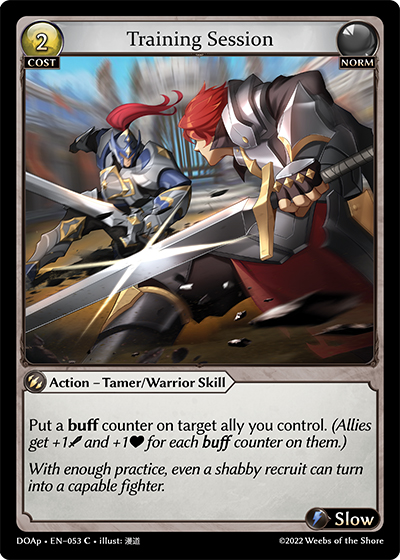 2
COST
Training Session
NORM
Action – Tamer/Warrior Skill
Put a buff counter on target ally you control. (Allies
get +1 and +1 for each buff counter on them.)
With enough practice, even a shabby recruit can turn
into a capable fighter.
Slow
DOAp • EN-053 C • illust: 漫道
©2022 Weebs of the Shore